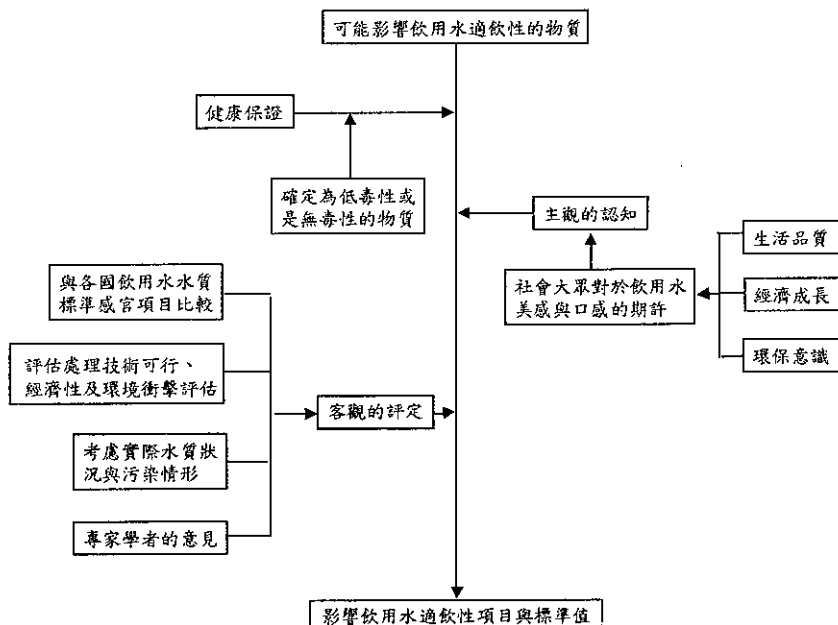 可能影響飲用水適飲性的物质
健康保證
確定為低毒性或
是無毒性的物质
主觀的認知
生活品質
社會大眾對於飲用水
美感與口感的期許
經濟成長
環保意識
與各國飲用水水质
標準感官項目比較
評估處理技術可行、
經濟性及環境衝擊評估
客觀的評定
考慮實際水質狀
況與污染情形
專家學者的意見
影響飲用水適飲性項目與標準值